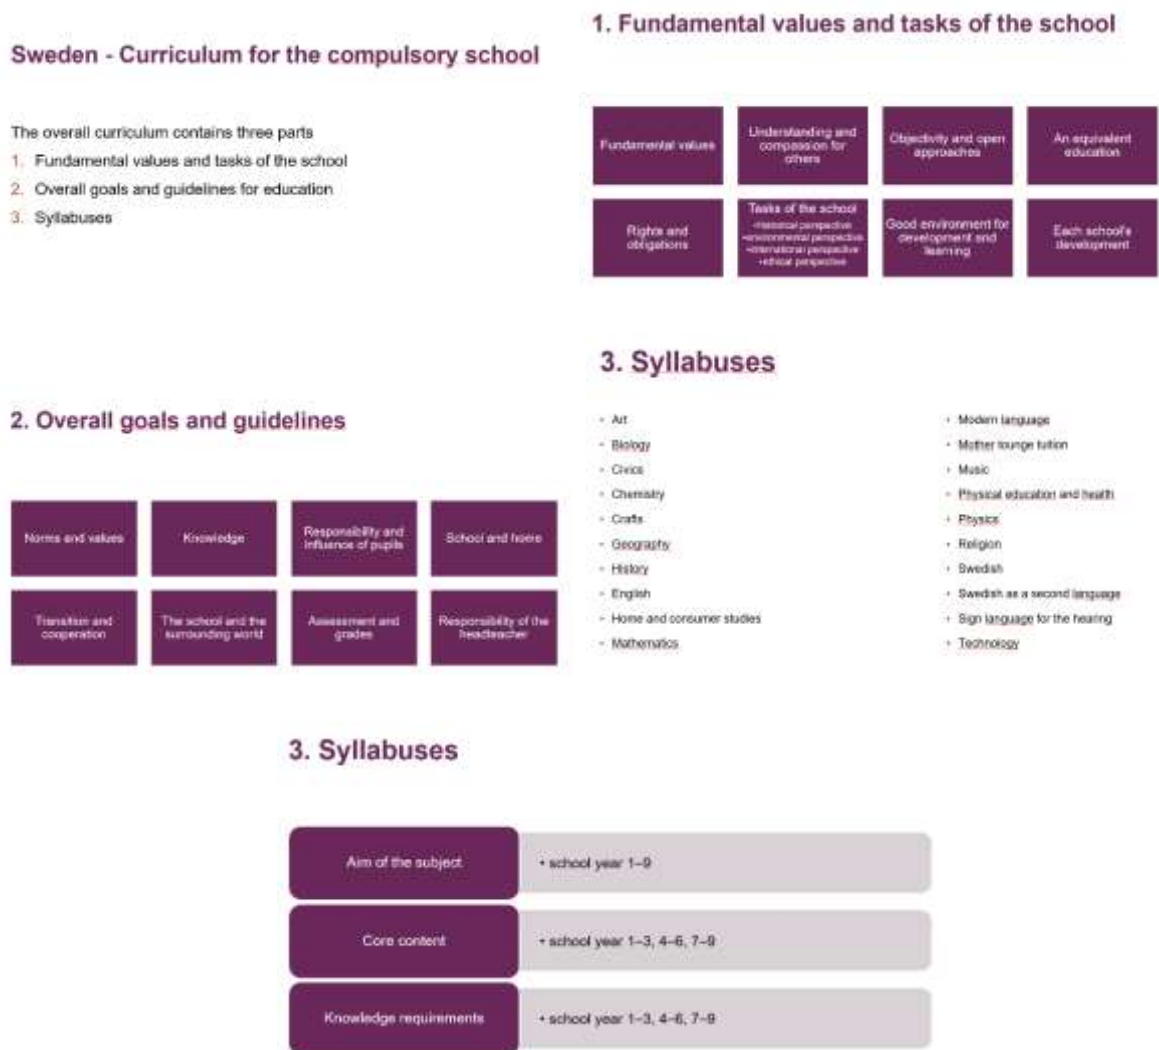 Sweden - Curriculum for the compulsory school
The overall curriculum contains three parts
1. Fundamental values and tasks of the school
2. Overall goals and guidelines for education
3. Syllabuses
1. Fundamental values and tasks of the school
Fundamental values
Understanding and
compassion for
others
Objectivity and open
approaches
An equivalent
education
Rights and
obligations
Tasks of the school
•historical perspective
•environmental perspective
•international perspective
•ethical perspective
Good environment for
development and
learning
Each school's
development
2. Overall goals and guidelines
Norms and values
Knowledge
Responsibility and
influence of pupils
School and home
Transition and
cooperation
The school and the
surrounding world
Assessment and
grades
Responsibility of the
headteacher
3. Syllabuses
• Art
• Biology
• Civics
• Chemistry
• Crafts
• Geography
• History
• English
• Home and consumer studies
• Mathematics
• Modern language
• Mother tounge tuition
• Music
• Physical education and health
• Physics
• Religion
• Swedish
• Swedish as a second language
• Sign language for the hearing
• Technology
3. Syllabuses
Aim of the subject
• school year 1–9
Core content
• school year 1–3, 4–6, 7–9
Knowledge requirements
• school year 1–3, 4–6, 7–9